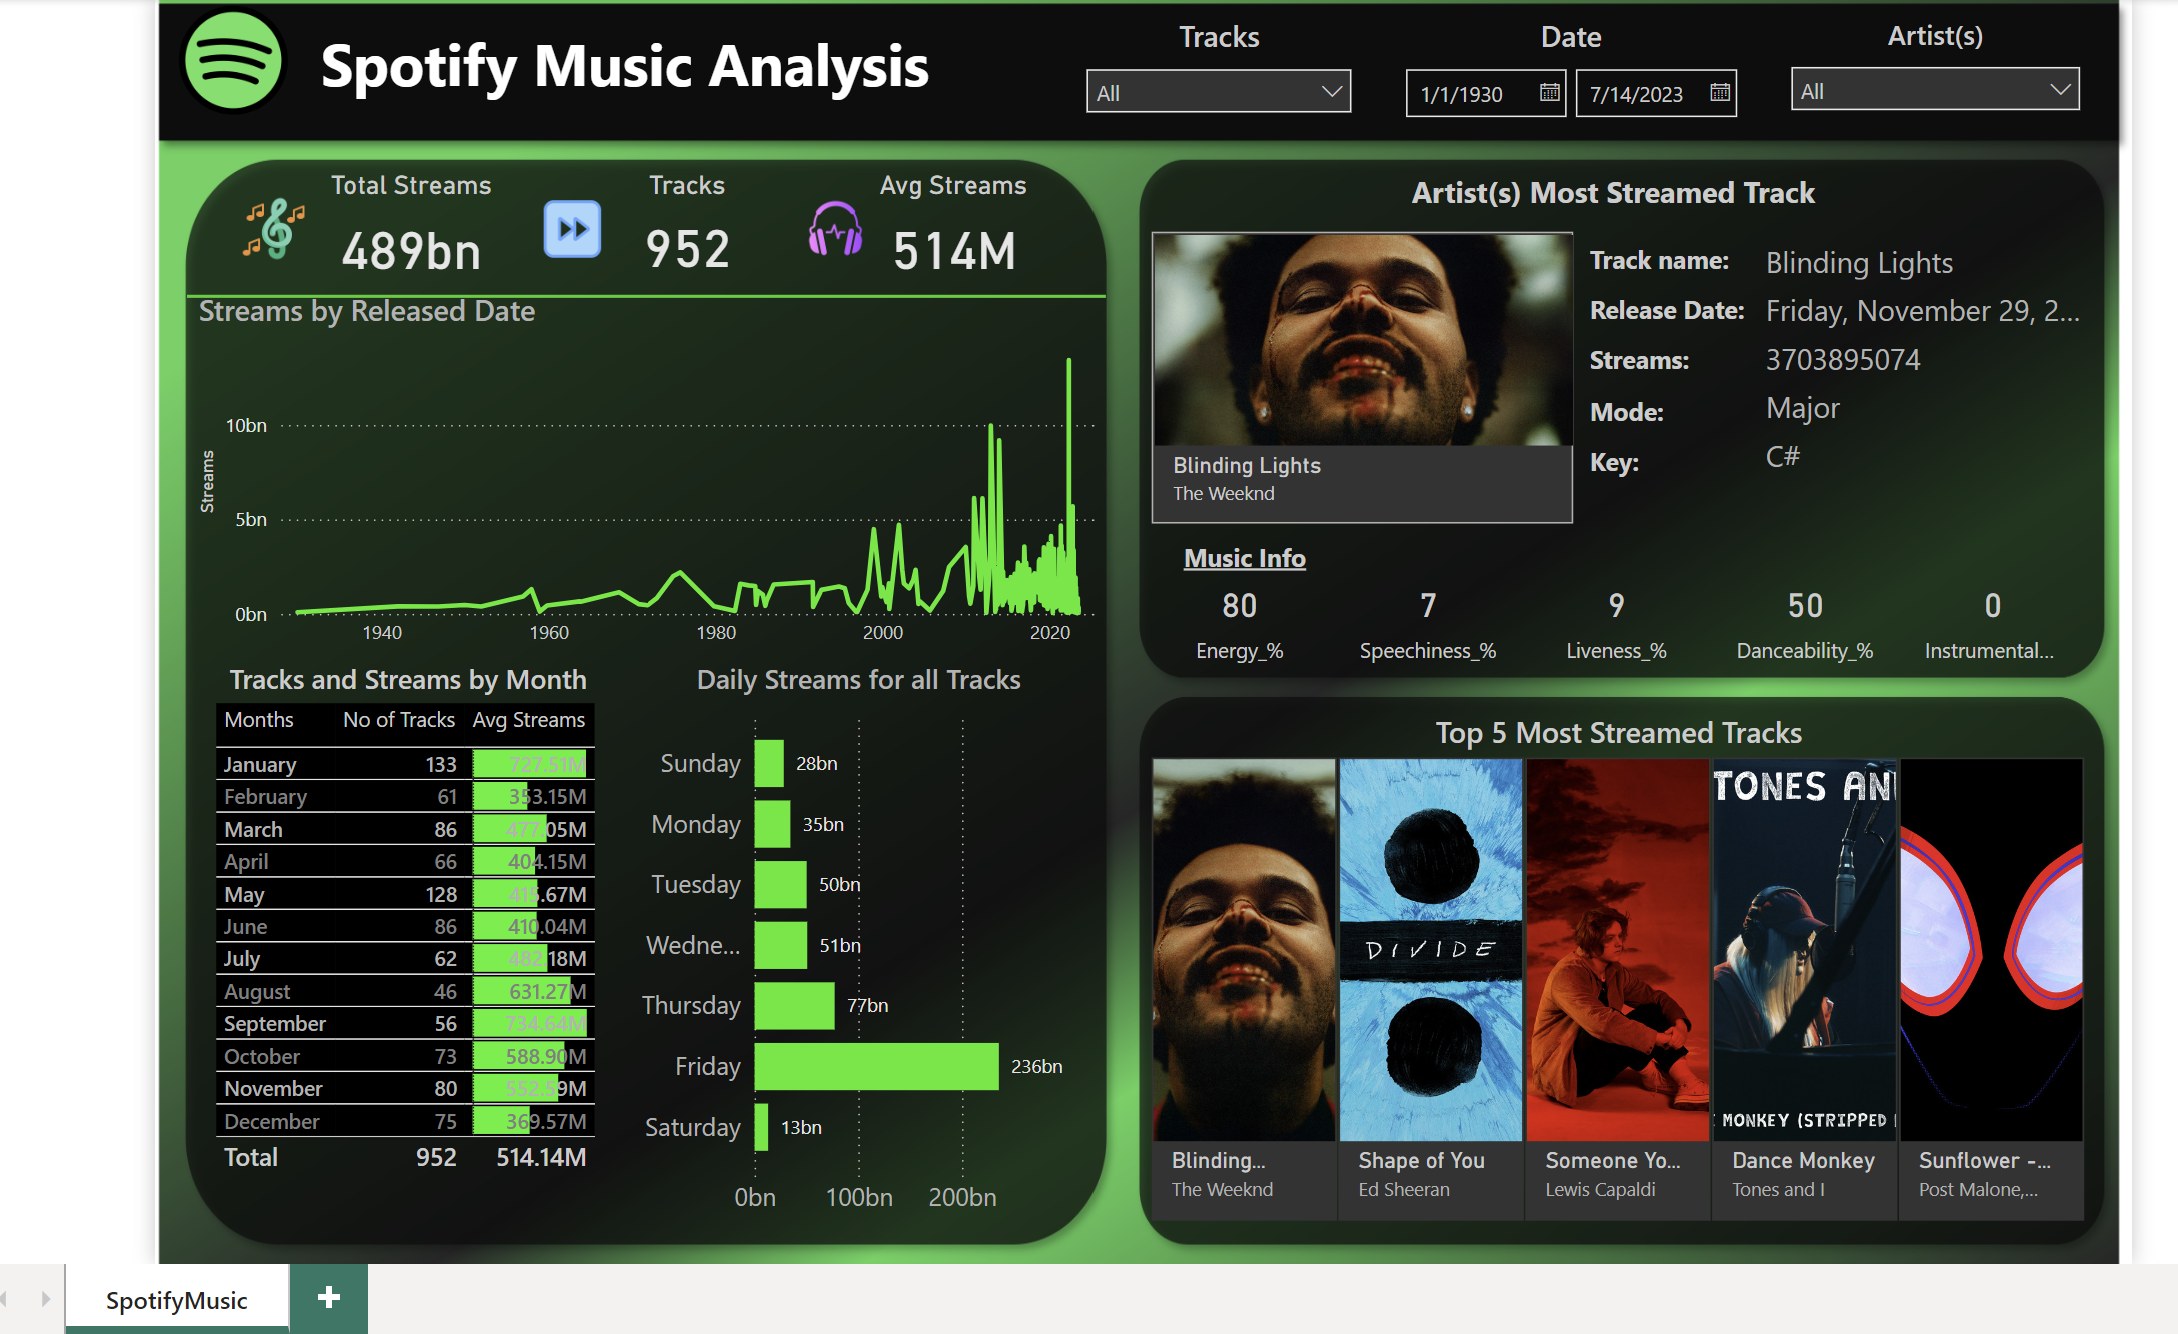 Spotify Music Analysis
Tracks
All
Date
1/1/1930
7/14/2023
Artist(s)
All
Total Streams
489bn
Tracks
952
Avg Streams
514M
Streams by Released Date
Streams
10bn
5bn
0bn
1940 1960 1980 2000 2020
Tracks and Streams by Month
Months No of Tracks Avg Streams
January 133 727.51M
February 61 353.15M
March 86 477.05M
April 66 404.15M
May 128 415.67M
June 86 410.04M
July 62 482.18M
August 46 631.27M
September 56 734.64M
October 73 588.90M
November 80 552.59M
December 75 369.57M
Total 952 514.14M
Daily Streams for all Tracks
Sunday 28bn
Monday 35bn
Tuesday 50bn
Wedne... 51bn
Thursday 77bn
Friday 236bn
Saturday 13bn
0bn 100bn 200bn
Artist(s) Most Streamed Track
Blinding Lights
The Weeknd
Track name: Blinding Lights
Release Date: Friday, November 29, 2...
Streams: 3703895074
Mode: Major
Key: C#
Music Info
80 7 9 50 0
Energy_% Speechiness_% Liveness_% Danceability_% Instrumental...
Top 5 Most Streamed Tracks
DIVIDE
TONES AN
MONKEY (STRIPPED
Blinding...
The Weeknd
Shape of You
Ed Sheeran
Someone Yo...
Lewis Capaldi
Dance Monkey
Tones and I
Sunflower -...
Post Malone,...
SpotifyMusic